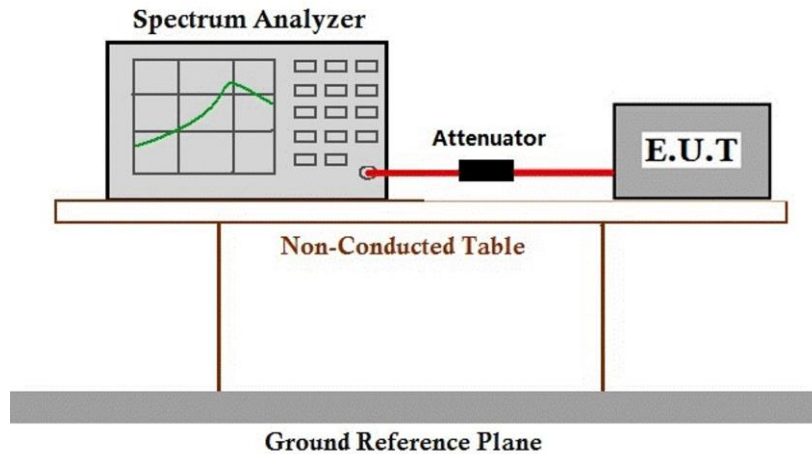 Spectrum Analyzer
Attenuator
E.U.T
Non-Conducted Table
Ground Reference Plane